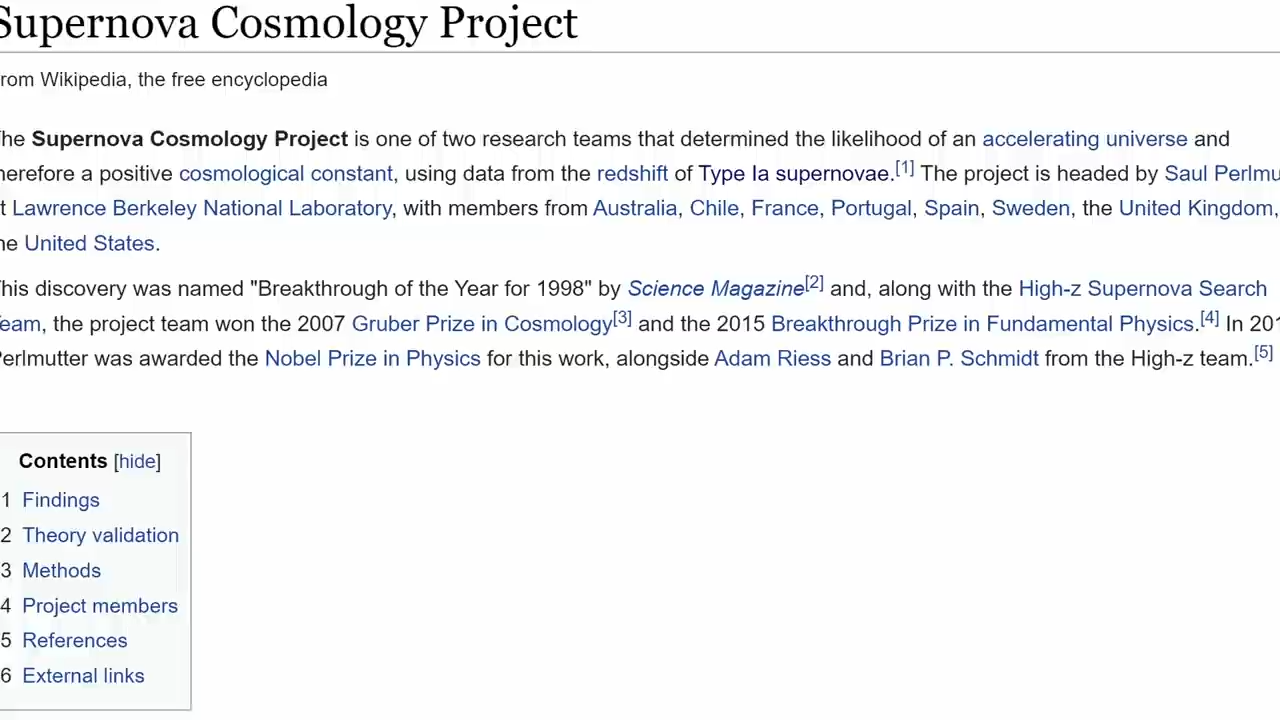 Supernova Cosmology Project
rom Wikipedia, the free encyclopedia
he Supernova Cosmology Project is one of two research teams that determined the likelihood of an accelerating universe and
herefore a positive cosmological constant, using data from the redshift of Type Ia supernovae.[1] The project is headed by Saul Perlmu
t Lawrence Berkeley National Laboratory, with members from Australia, Chile, France, Portugal, Spain, Sweden, the United Kingdom,
he United States.
his discovery was named "Breakthrough of the Year for 1998" by Science Magazine[2] and, along with the High-z Supernova Search
eam, the project team won the 2007 Gruber Prize in Cosmology[3] and the 2015 Breakthrough Prize in Fundamental Physics.[4] In 201
Perlmutter was awarded the Nobel Prize in Physics for this work, alongside Adam Riess and Brian P. Schmidt from the High-z team.[5]
Contents [hide]
1 Findings
2 Theory validation
3 Methods
4 Project members
5 References
6 External links